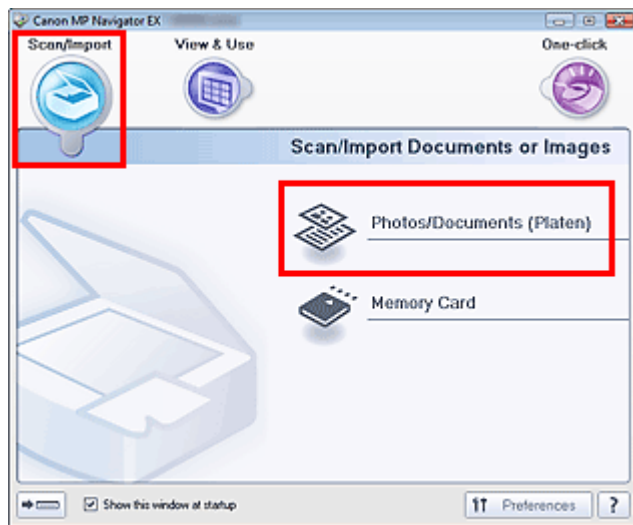 Canon MP Navigator EX
Scan/Import View & Use One-click
Scan/Import Documents or Images
Photos/Documents (Platen)
Memory Card
Show this window at startup Preferences ?